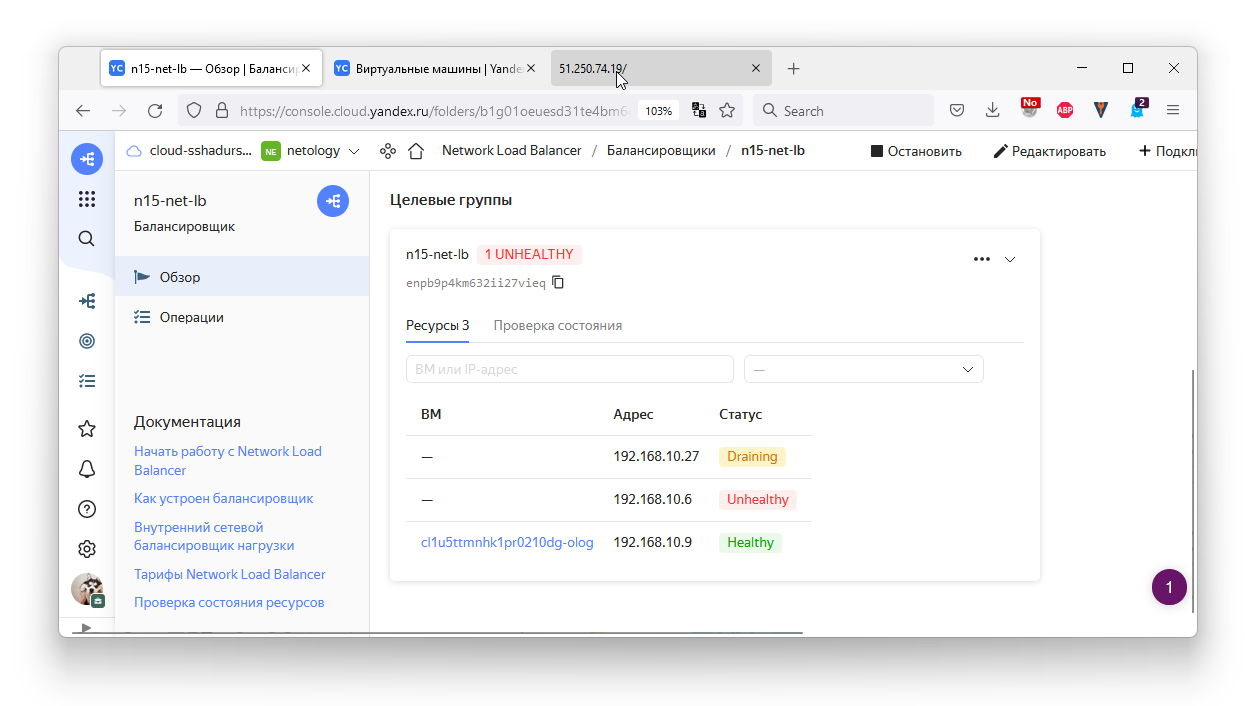 n15-net-lb — Обзор | Балансир
Виртуальные машины | Yande
51.250.74.19/
https://console.cloud.yandex.ru/folders/b1g01oeuesd31te4bm6
103%
Search
No
ABP
2
cloud-sshadurs...
NE
netology
Network Load Balancer / Балансировщики / n15-net-lb
Остановить
Редактировать
+ Подкл
n15-net-lb
Балансировщик
Обзор
Операции
Документация
Начать работу с Network Load
Balancer
Как устроен балансировщик
Внутренний сетевой
балансировщик нагрузки
Тарифы Network Load Balancer
Проверка состояния ресурсов
Целевые группы
n15-net-lb 1 UNHEALTHY
enpb9p4km632ii27vieq
Ресурсы 3 Проверка состояния
ВМ или IP-адрес —
ВМ Адрес Статус
— 192.168.10.27 Draining
— 192.168.10.6 Unhealthy
cl1u5ttmnhk1pr0210dg-olog 192.168.10.9 Healthy
1